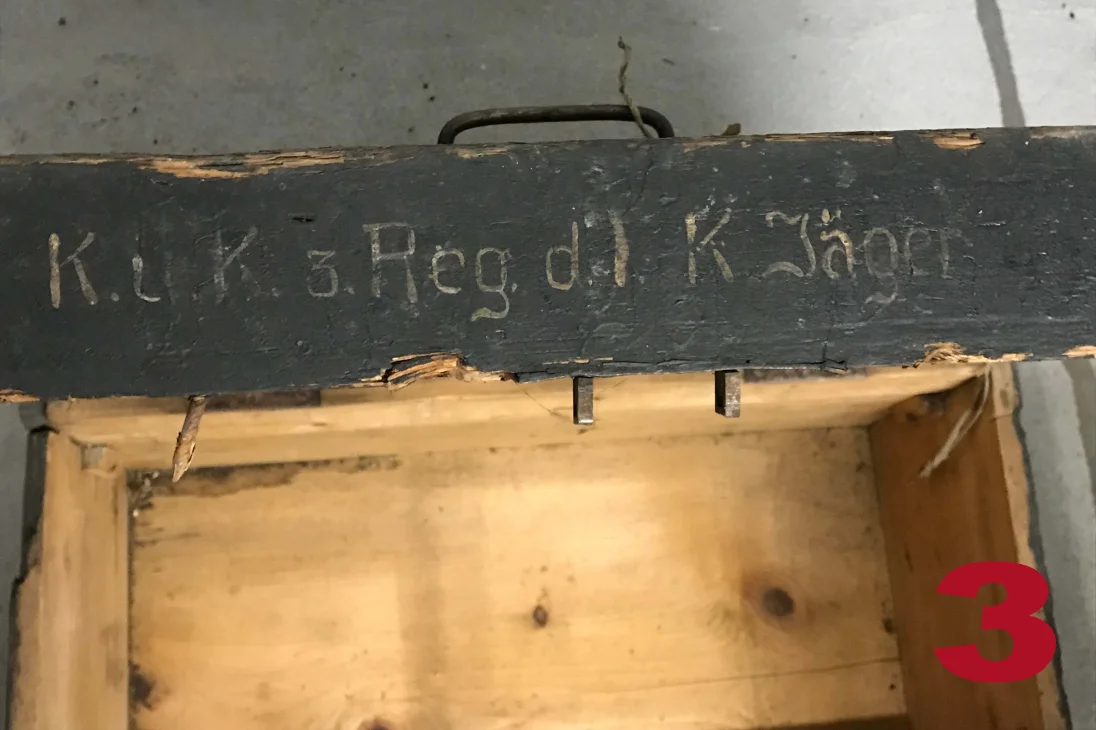 K.u.K. 3. Reg. d. T. K. Jäger
3